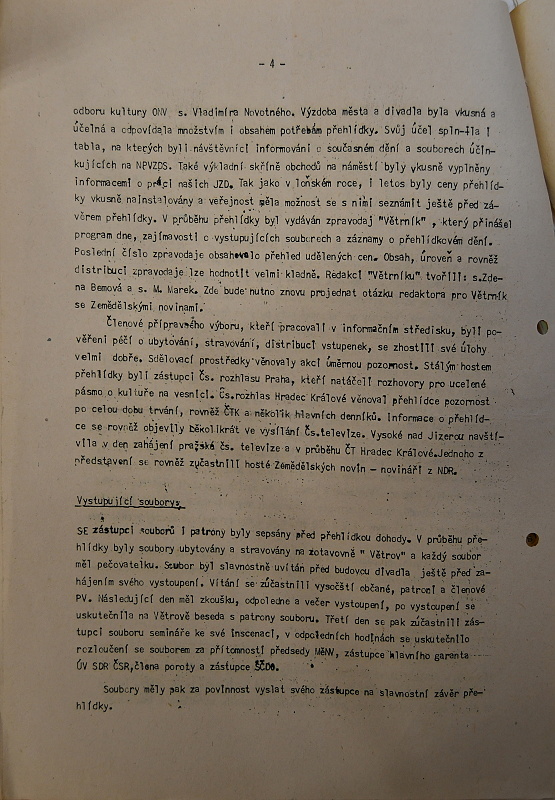 - 4 -
odboru kultury ONV s. Vladimíra Novotného. Výzdoba města a divadla byla vkusná a
účelná a odpovídala množstvím i obsahem potřebám přehlídky. Svůj účel splnila i
tabla, na kterých byli návštěvníci informováni o současném dění a souborech účin-
kujících na NPVZDS. Také výkladní skříně obchodů na náměstí byly vkusně vyplněny
informacemi o práci našich JZD. Tak jako v loňském roce, i letos byly ceny přehlíd-
ky vkusně nainstalovány a veřejnost měla možnost se s nimi seznámit ještě před zá-
věrem přehlídky. V průběhu přehlídky byl vydáván zpravodaj "Větrník" , který přinášel
program dne, zajímavosti o vystupujících souborech a záznamy o přehlídkovém dění.
Poslední číslo zpravodaje obsahovalo přehled udělených cen. Obsah, úroveň a rovněž
distribuci zpravodaje lze hodnotit velmi kladně. Redakci "Větrníku" tvořili: s.Zde-
na Bemová a s. M. Marek. Zde bude nutno znovu projednat otázku redaktora pro Větrník
se Zemědělskými novinami.
Členové přípravného výboru, kteří pracovali v informačním středisku, byli po-
věření péčí o ubytování, stravování, distribuci vstupenek, se zhostili své úlohy
velmi dobře. Sdělovací prostředky věnovaly akci úměrnou pozornost. Stálým hostem
přehlídky byli zástupci Čs. rozhlasu Praha, kteří natáčeli rozhovory pro ucelené
pásmo o kultuře na vesnici. Čs.rozhlas Hradec Králové věnoval přehlídce pozornost
po celou dobu trvání, rovněž ČTK a několik hlavních denníků. Informace o přehlíd-
ce se rovněž objevily několikrát ve vysílání Čs.televize. Vysoké nad Jizerou navští-
vila v den zahájení pražská čs. televize a v průběhu ČT Hradec Králové.Jednoho z
představení se rovněž zúčastnili hosté Zemědělských novin - novináři z NDR.
Vystupující soubory:
SE zástupci souborů i patrony byly sepsány před přehlídkou dohody. V průběhu pře-
hlídky byly soubory ubytovány a stravovány na zotavovně " Větrov" a každý soubor
měl pečovatelku. Soubor byl slavnostně uvítán před budovou divadla ještě před za-
hájením svého vystoupení. Vítání se zúčastnili vysočtí občané, patroni a členové
PV. Následující den měl zkoušku, odpoledne a večer vystoupení, po vystoupení se
uskutečnila na Větrově beseda s patrony souboru. Třetí den se pak zúčastnili zás-
tupci souboru semináře ke své inscenaci, v odpoledních hodinách se uskutečnilo
rozloučení se souborem za přítomnosti předsedy MěNV, zástupce hlavního garanta
ÚV SDR ČSR,člena poroty a zástupce SČDO.
Soubory měly pak za povinnost vyslat svého zástupce na slavnostní závěr pře-
hlídky.